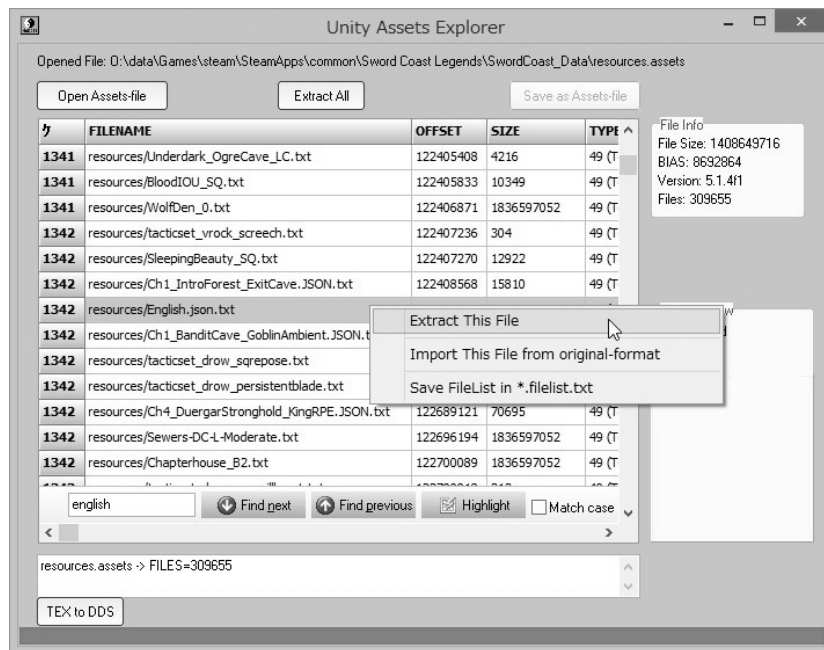 Unity Assets Explorer
Opened File: O:\data\Games\steam\SteamApps\common\Sword Coast Legends\SwordCoast_Data\resources.assets
Open Assets-file Extract All Save as Assets-file
ク FILENAME OFFSET SIZE TYPE
1341 resources/Underdark_OgreCave_LC.txt 122405408 4216 49 (T
1341 resources/BloodIOU_SQ.txt 122405833 10349 49 (T
1341 resources/WolfDen_0.txt 122406871 1836597052 49 (T
1342 resources/tacticset_vrock_screech.txt 122407236 304 49 (T
1342 resources/SleepingBeauty_SQ.txt 122407270 12922 49 (T
1342 resources/Ch1_IntroForest_ExitCave.JSON.txt 122408568 15810 49 (T
1342 resources/English.json.txt
1342 resources/Ch1_BanditCave_GoblinAmbient.JSON.t
1342 resources/tacticset_drow_sqrepose.txt
1342 resources/tacticset_drow_persistentblade.txt
1342 resources/Ch4_DuergarStronghold_KingRPE.JSON.txt 122689121 70695 49 (T
1342 resources/Sewers-DC-L-Moderate.txt 122696194 1836597052 49 (T
1342 resources/Chapterhouse_B2.txt 122700089 1836597052 49 (T
Extract This File
Import This File from original-format
Save FileList in *.filelist.txt
english Find next Find previous Highlight Match case
File Info
File Size: 1408649716
BIAS: 8692864
Version: 5.1.4f1
Files: 309655
resources.assets -> FILES=309655
TEX to DDS